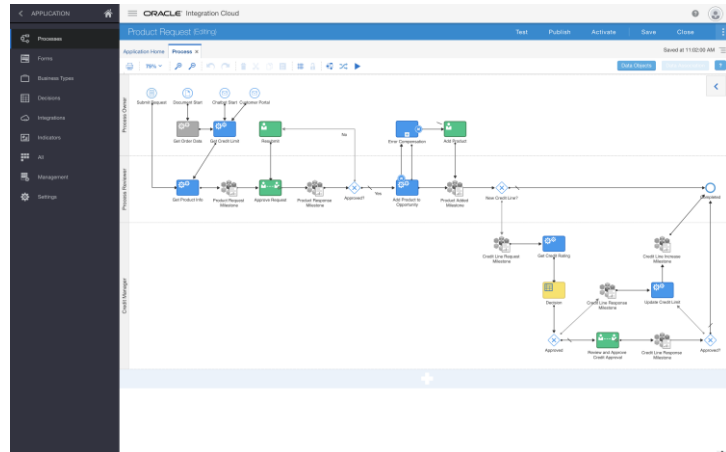 APPLICATION
ORACLE Integration Cloud
Product Request (Editing)
Test
Publish
Activate
Save
Close
Processes
Forms
Business Types
Decisions
Integrations
Indicators
All
Management
Settings
Application Home
Process
Saved at 11:02:00 AM
79%
Data Objects
Process Owner
Submit Request
Document Start
Chatbot Start
Customer Portal
Get Order Data
Get Credit Limit
Resubmit
No
Error Compensation
Add Product
Process Reviewer
Get Product Info
Product Request
Milestone
Approve Request
Product Response
Milestone
Approved?
Yes
Add Product to
Opportunity
Product Added
Milestone
New Credit Line?
Completed
Credit Manager
Credit Line Request
Milestone
Get Credit Rating
Credit Line Increase
Milestone
Decision
Credit Line Response
Milestone
Update Credit Limit
Approved
Review and Approve
Credit Approval
Credit Line Response
Milestone
Approved?